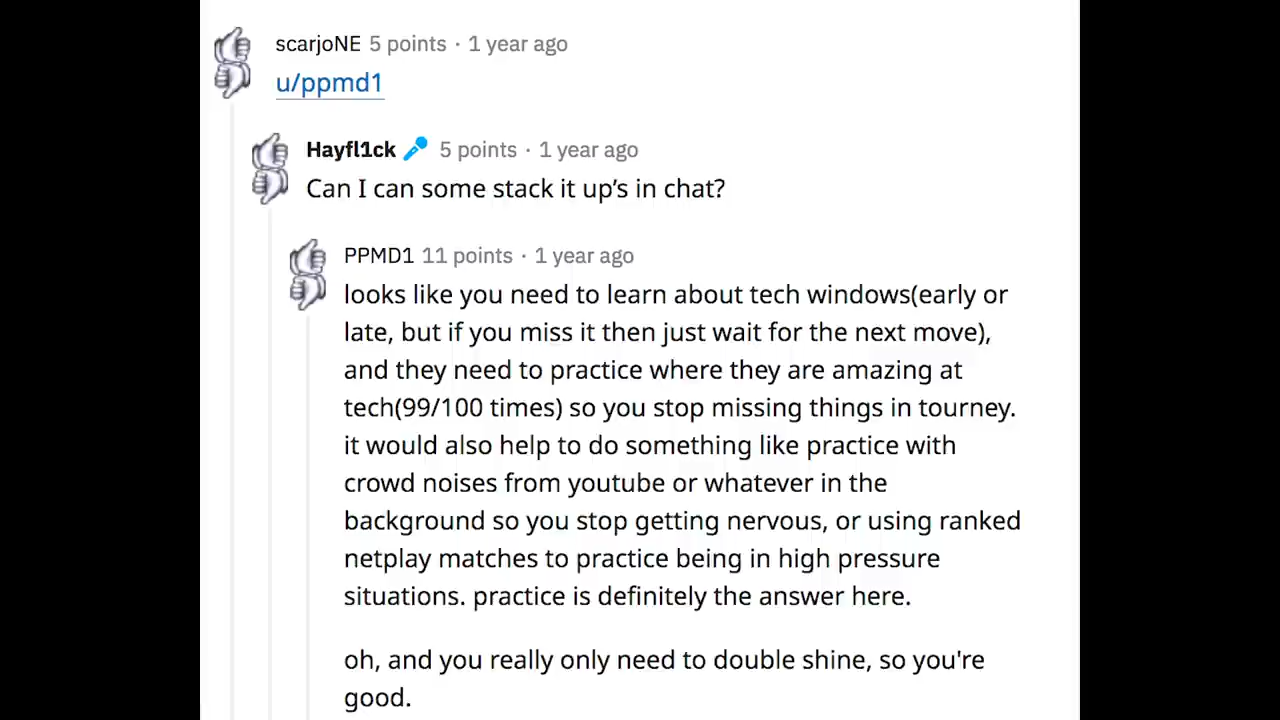 scarjoNE 5 points · 1 year ago
u/ppmd1
Hayfl1ck 5 points · 1 year ago
Can I can some stack it up’s in chat?
PPMD1 11 points · 1 year ago
looks like you need to learn about tech windows(early or
late, but if you miss it then just wait for the next move),
and they need to practice where they are amazing at
tech(99/100 times) so you stop missing things in tourney.
it would also help to do something like practice with
crowd noises from youtube or whatever in the
background so you stop getting nervous, or using ranked
netplay matches to practice being in high pressure
situations. practice is definitely the answer here.
oh, and you really only need to double shine, so you're
good.